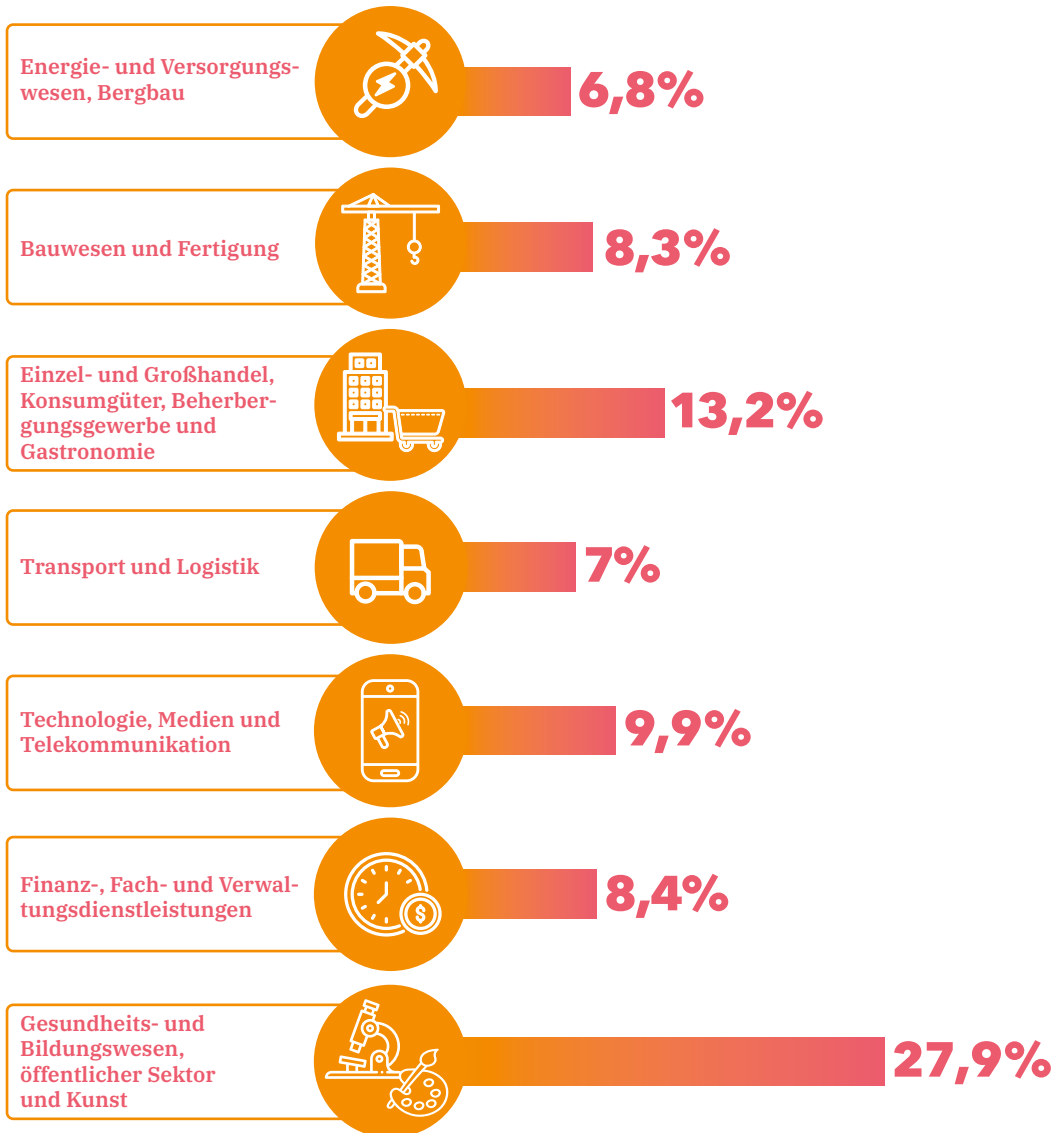 Energie- und Versorgungs-
wesen, Bergbau
6,8%
Bauwesen und Fertigung
8,3%
Einzel- und Großhandel,
Konsumgüter, Beherber-
gungsgewerbe und
Gastronomie
13,2%
Transport und Logistik
7%
Technologie, Medien und
Telekommunikation
9,9%
Finanz-, Fach- und Verwal-
tungsdienstleistungen
$
8,4%
Gesundheits- und
Bildungswesen,
öffentlicher Sektor
und Kunst
27,9%